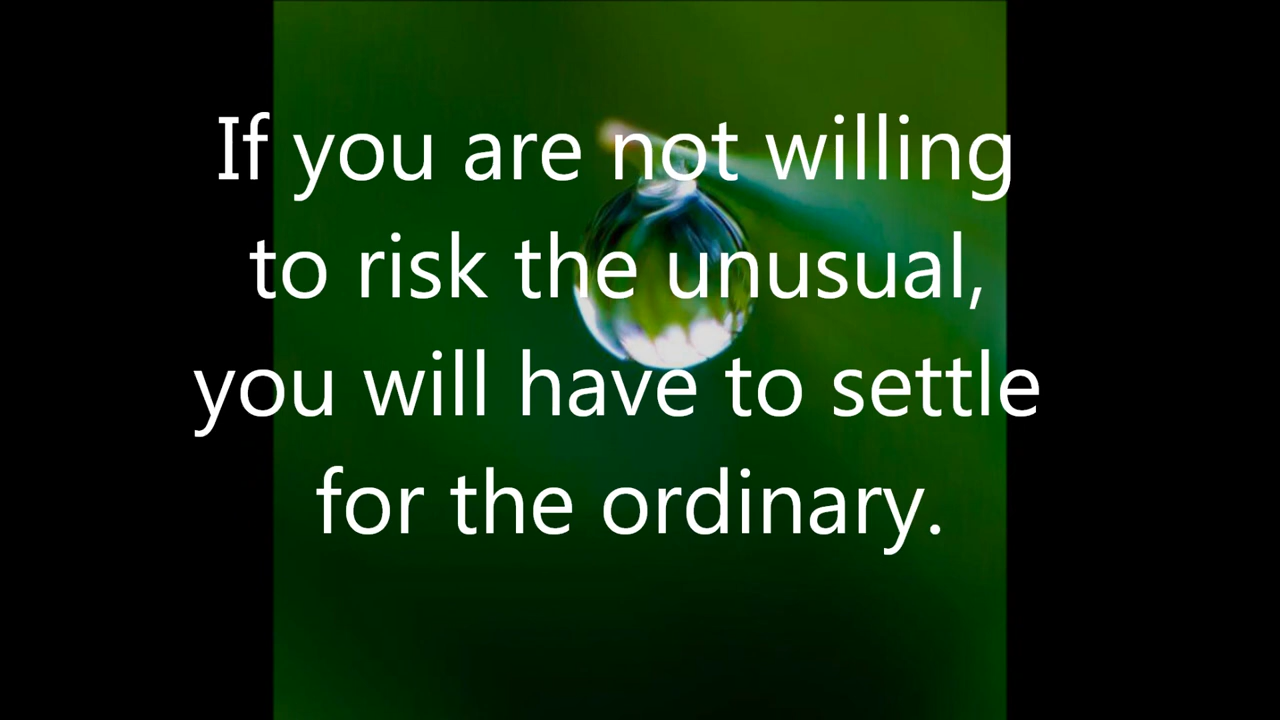 If you are not willing
to risk the unusual,
you will have to settle
for the ordinary.